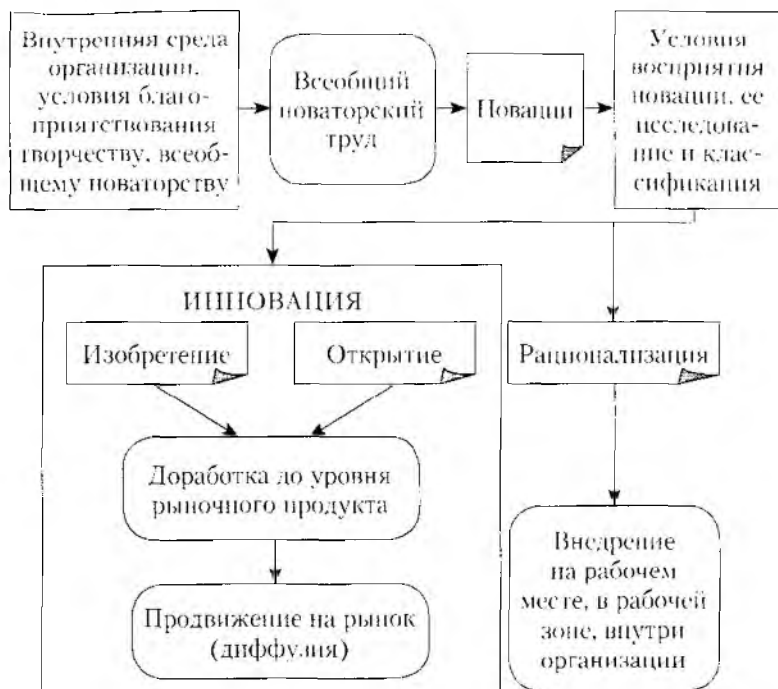 Внутренняя среда
организации,
условия благо-
приятствования
творчеству, всеоб-
щему новаторству
Всеобщий
новаторский
труд
Новации
Условия
восприятия
новации, ее
исследова-
ние и клас-
сификация
ИННОВАЦИЯ
Изобретение
Открытие
Рационализация
Доработка до уровня
рыночного продукта
Продвижение на рынок
(диффулия)
Внедрение
на рабочем
месте, в рабочей
зоне, внутри
организации